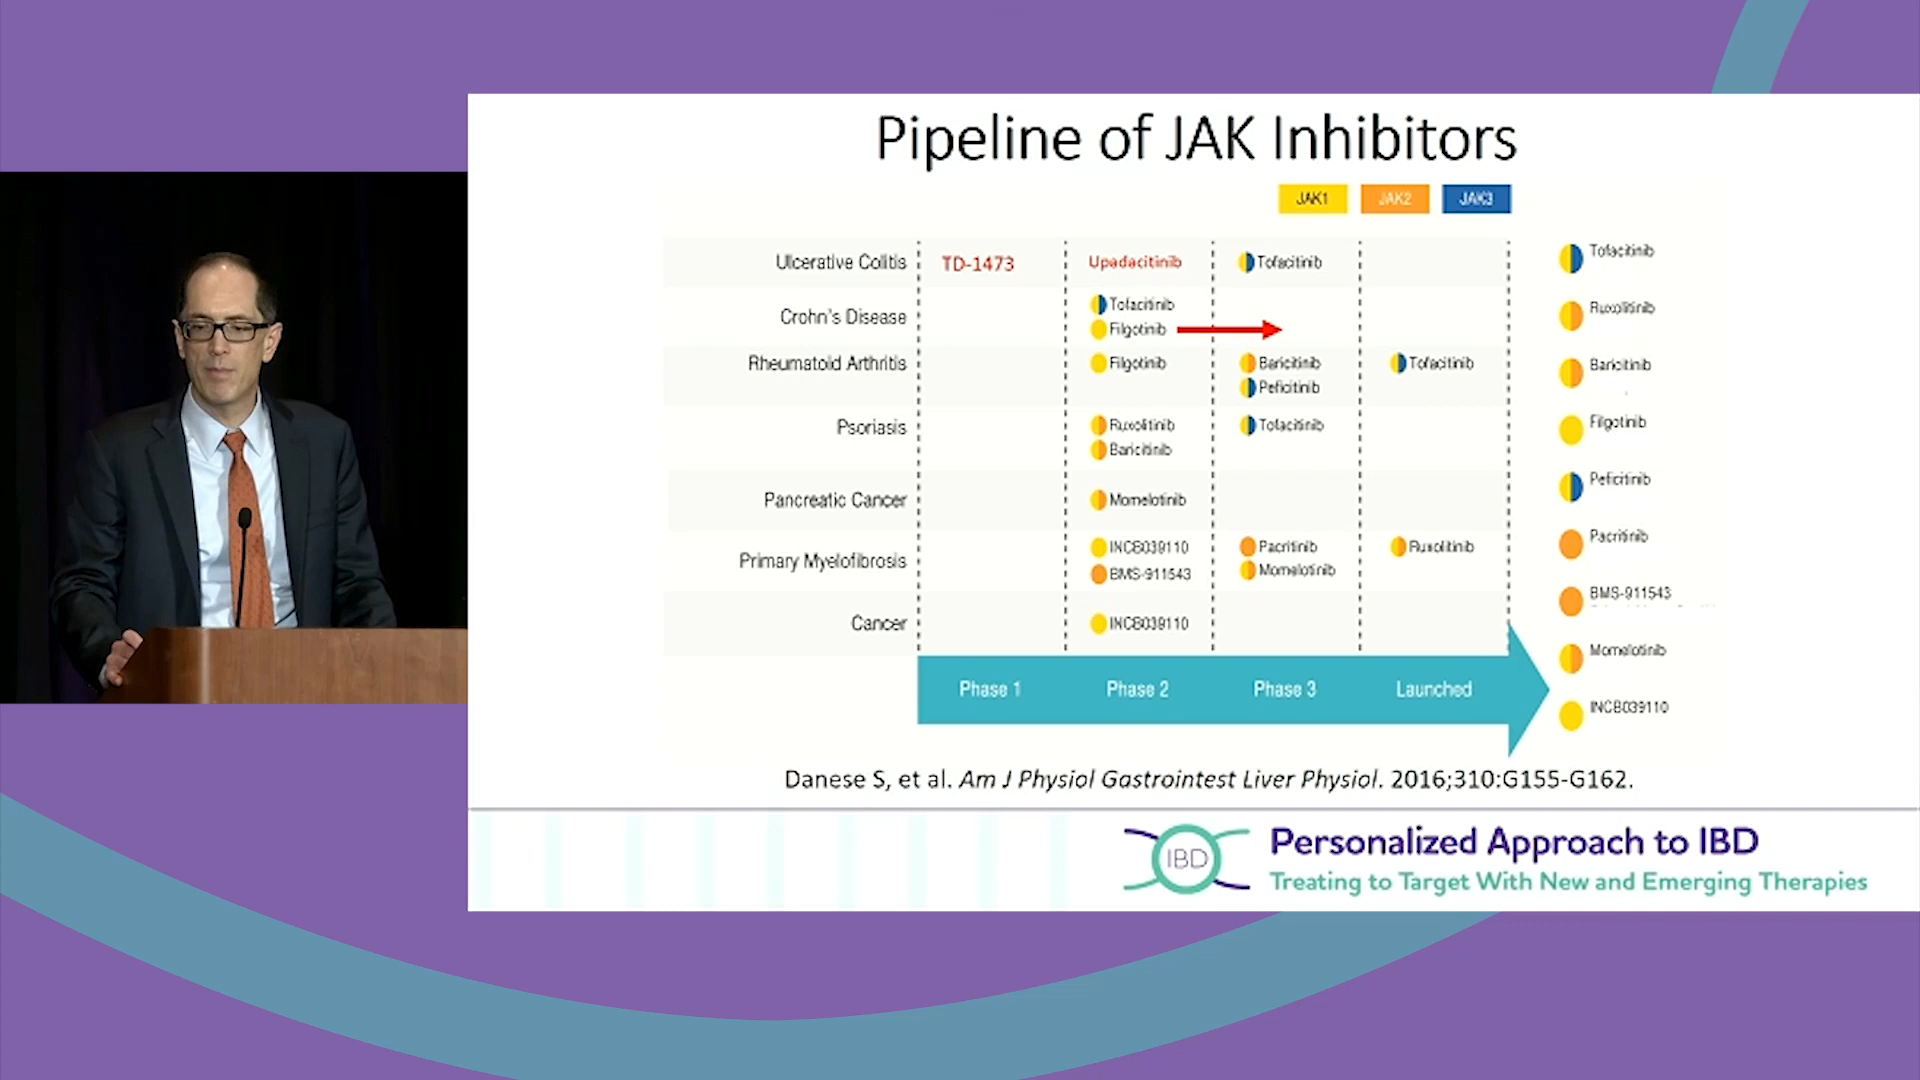 Pipeline of JAK Inhibitors
JAK1 JAK2 JAK3
Ulcerative Colitis TD-1473 Upadacitinib Tofacitinib
Crohn's Disease Tofacitinib
Filgotinib
Rheumatoid Arthritis Filgotinib Baricitinib Tofacitinib
Peficitinib
Psoriasis Ruxolitinib Tofacitinib
Baricitinib
Pancreatic Cancer Momelotinib
Primary Myelofibrosis INCB039110 Pacritinib Ruxolitinib
BMS-911543 Momelotinib
Cancer INCB039110
Phase 1 Phase 2 Phase 3 Launched
Tofacitinib
Ruxolitinib
Baricitinib
Filgotinib
Peficitinib
Pacritinib
BMS-911543
Momelotinib
INCB039110
Danese S, et al. Am J Physiol Gastrointest Liver Physiol. 2016;310:G155-G162.
IBD
Personalized Approach to IBD
Treating to Target With New and Emerging Therapies